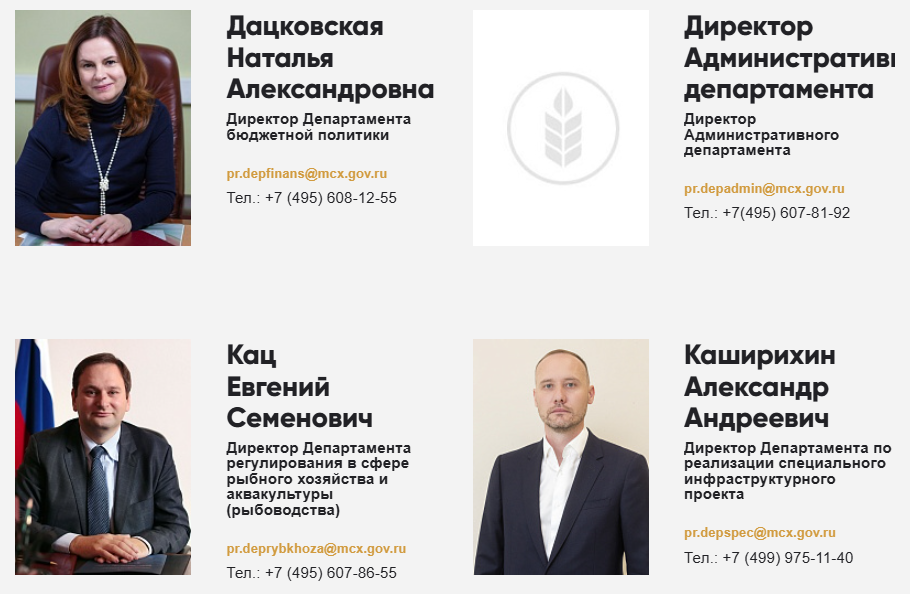 Дацковская
Наталья
Александровна
Директор Департамента
бюджетной политики
pr.depfinans@mcx.gov.ru
Тел.: +7 (495) 608-12-55
Директор
Административн
департамента
Директор
Административного
департамента
pr.depadmin@mcx.gov.ru
Тел.: +7(495) 607-81-92
Кац
Евгений
Семенович
Директор Департамента
регулирования в сфере
рыбного хозяйства и
аквакультуры
(рыбоводства)
pr.deprybkhoza@mcx.gov.ru
Тел.: +7 (495) 607-86-55
Каширихин
Александр
Андреевич
Директор Департамента по
реализации специального
инфраструктурного
проекта
pr.depspec@mcx.gov.ru
Тел.: +7 (499) 975-11-40